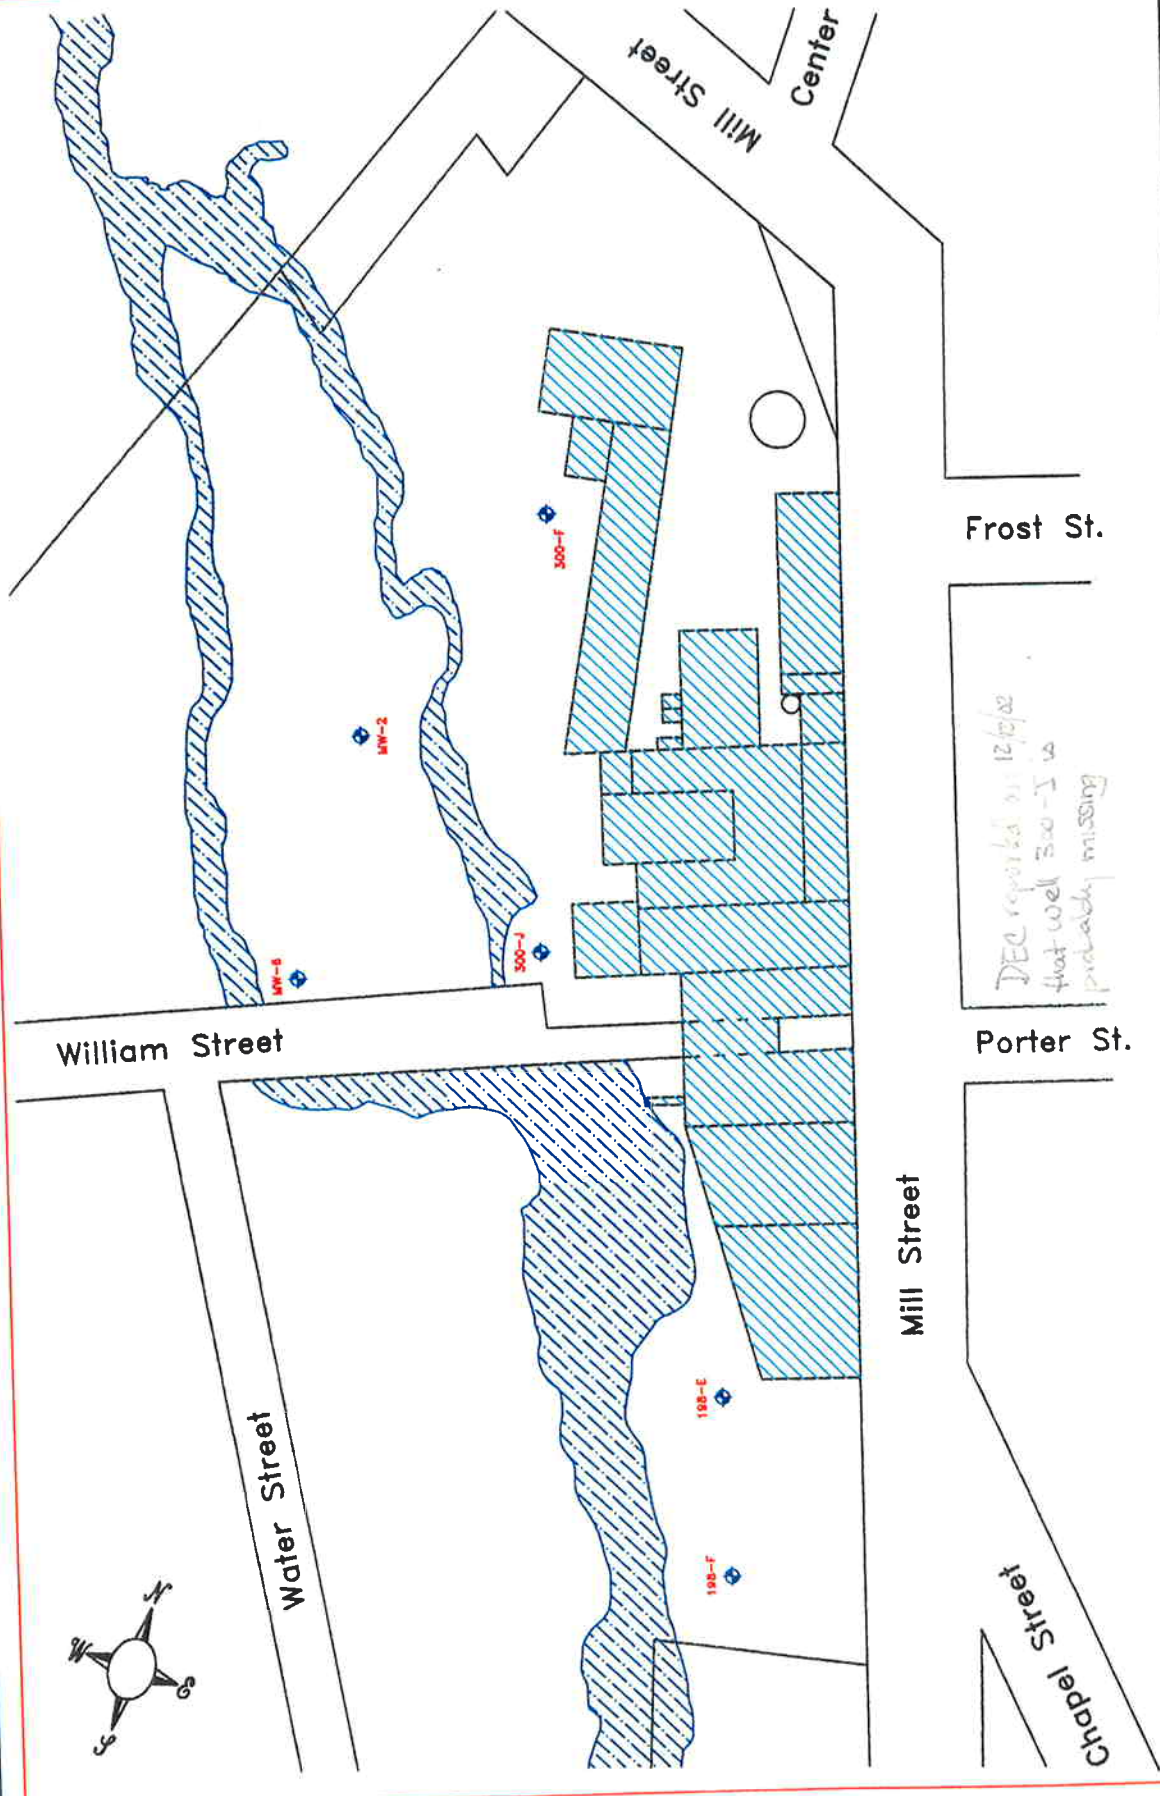 Mill Street
Center
300-F
Frost St.
MW-2
DEC reported on 12/12/02
that well 300-J is
probably missing
300-J
MW-6
William Street
Porter St.
Mill Street
198-E
Water Street
198-F
Chapel Street
N
W
E
S